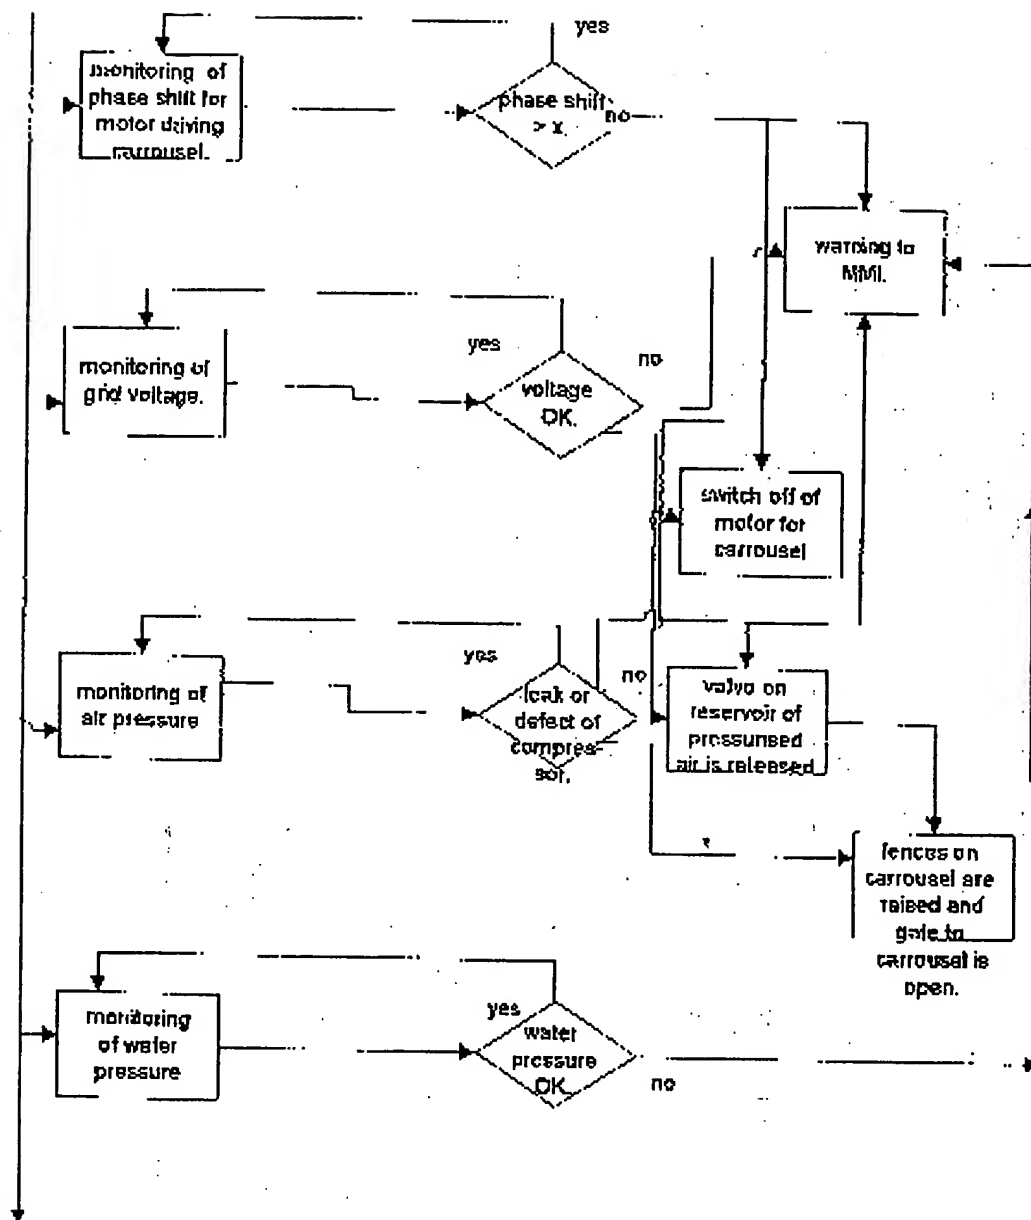 yes
monitoring of
phase shift for
motor driving
carrousel.
phase shift
> x.
no
warning to
MMI.
monitoring of
grid voltage.
yes
no
voltage
OK.
switch off of
motor for
carrousel
monitoring of
air pressure
yes
no
leak or
defect of
compres-
sor.
valve on
reservoir of
pressurised
air is released
fences on
carrousel are
raised and
gate to
carrousel is
open.
monitoring
of water
pressure
yes
water
pressure
OK.
no